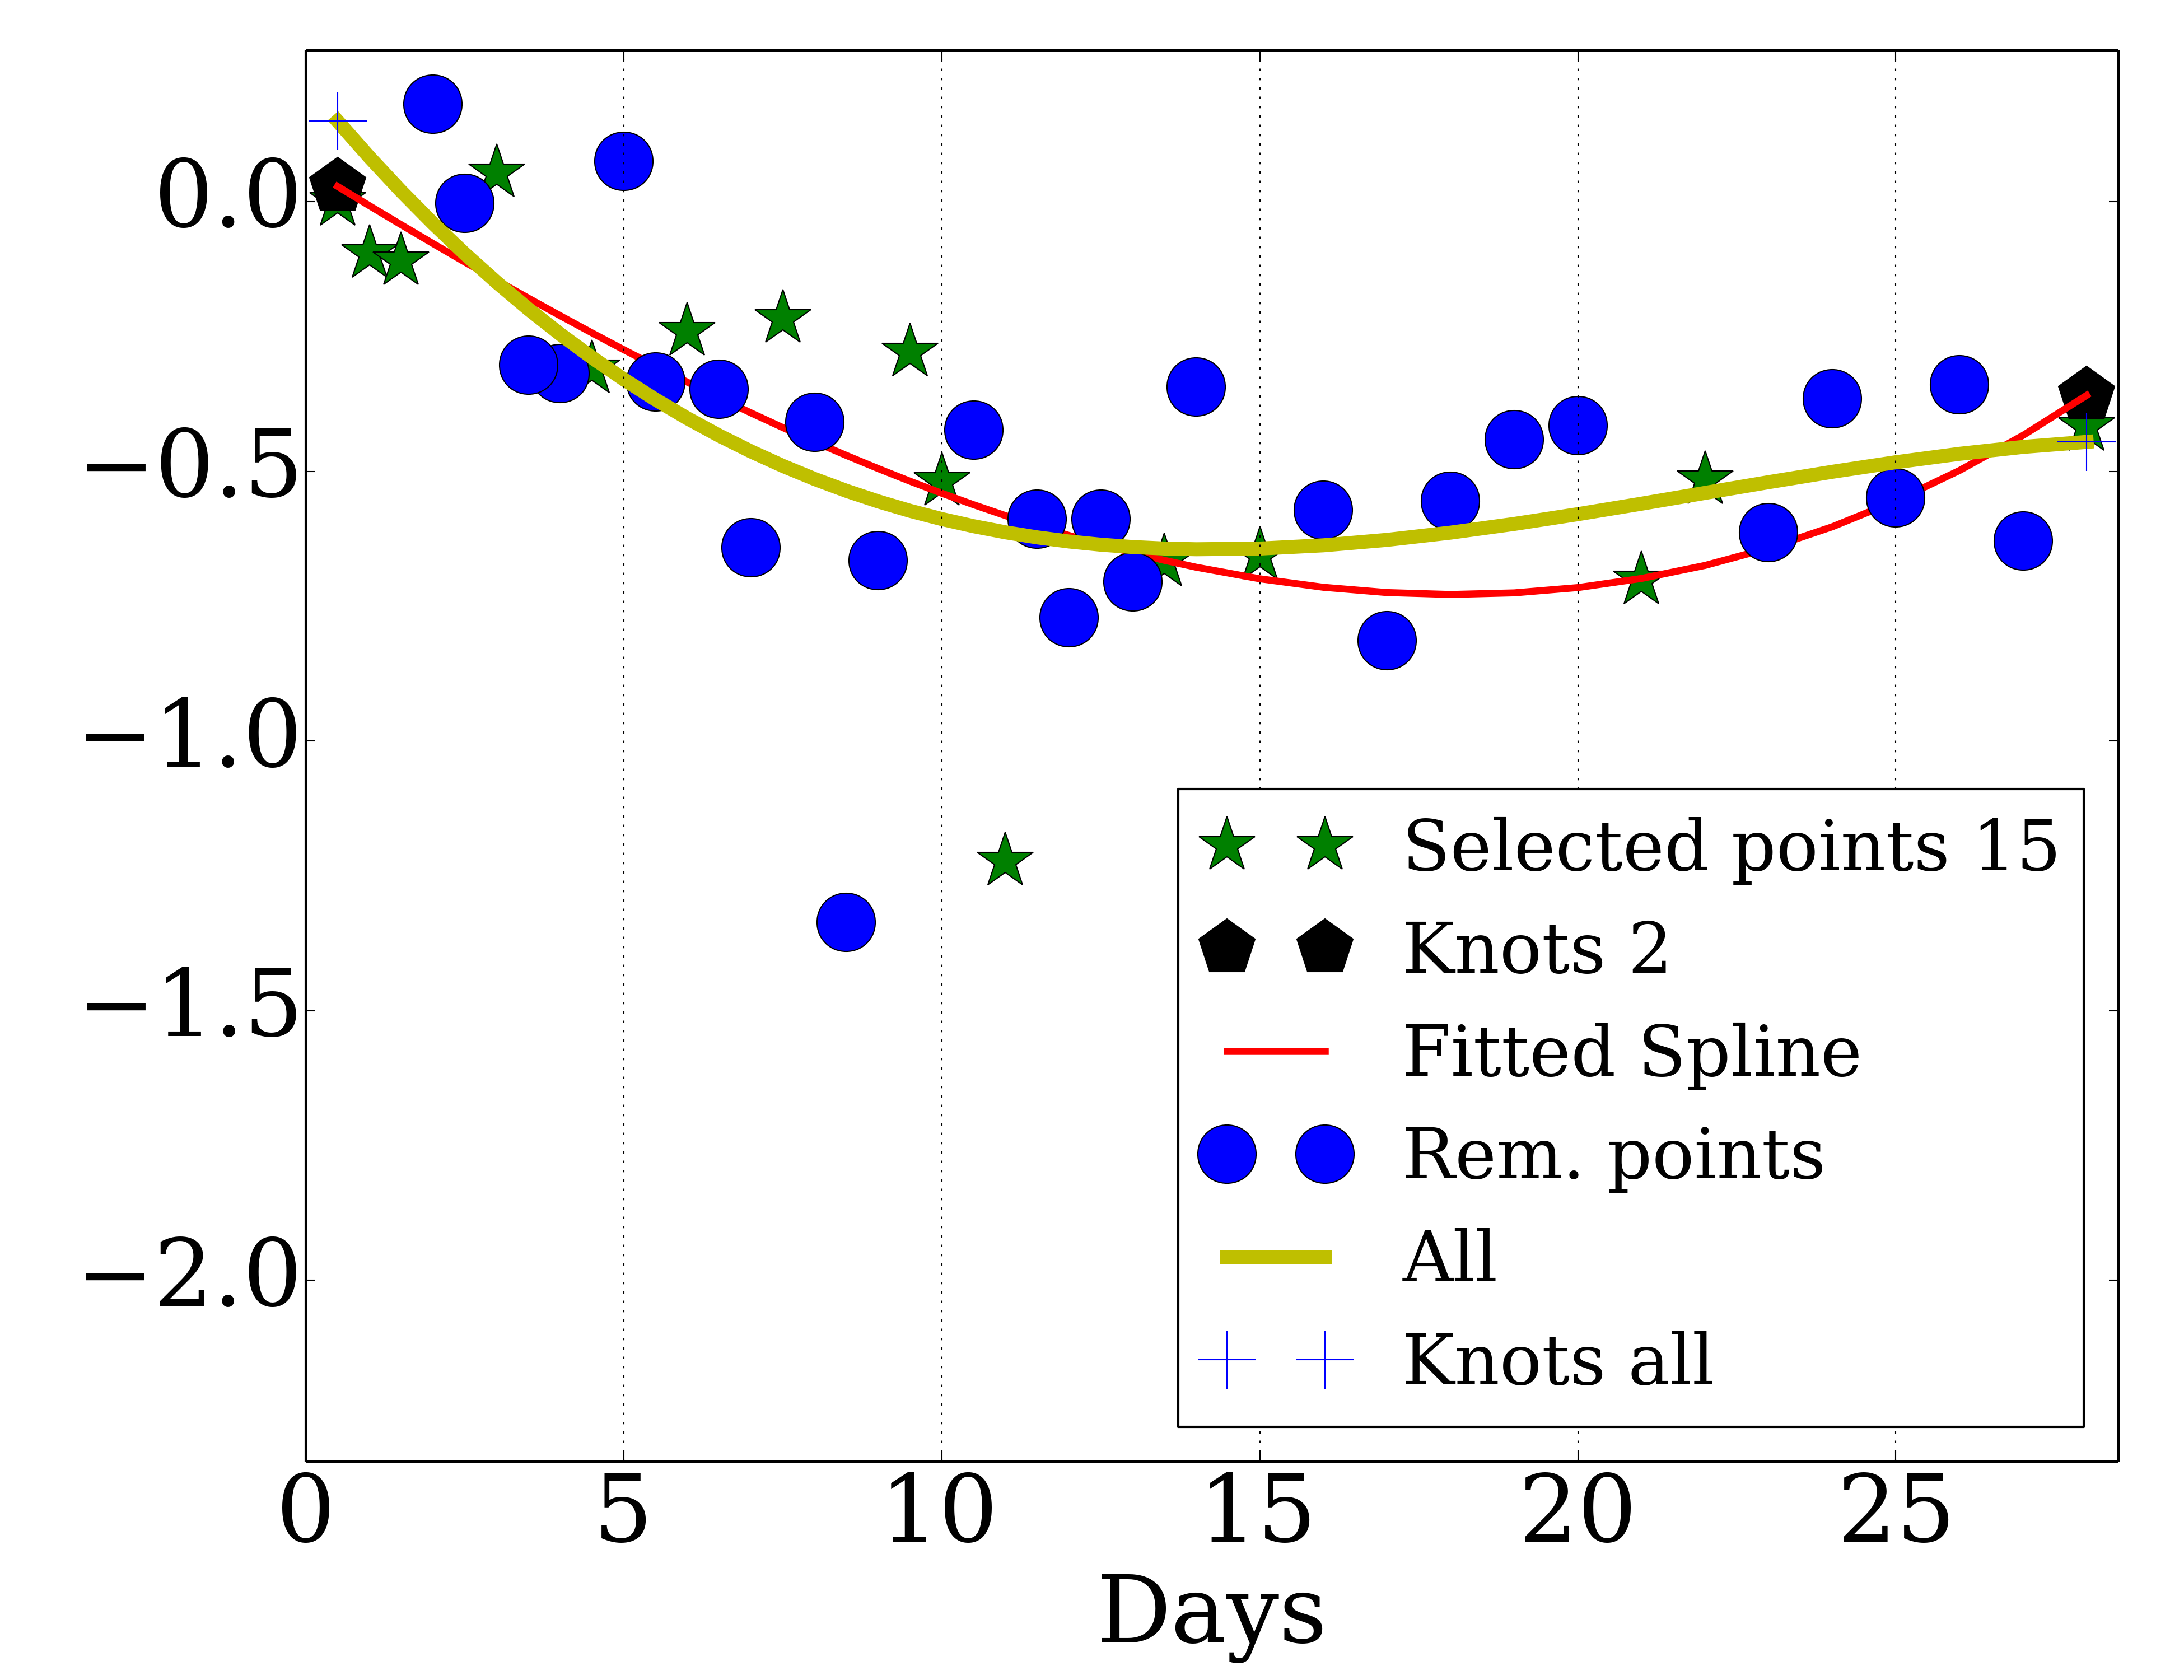 0.0
−0.5
−1.0
−1.5
−2.0
Selected points 15
Knots 2
Fitted Spline
Rem. points
All
Knots all
0 5 10 15 20 25
Days